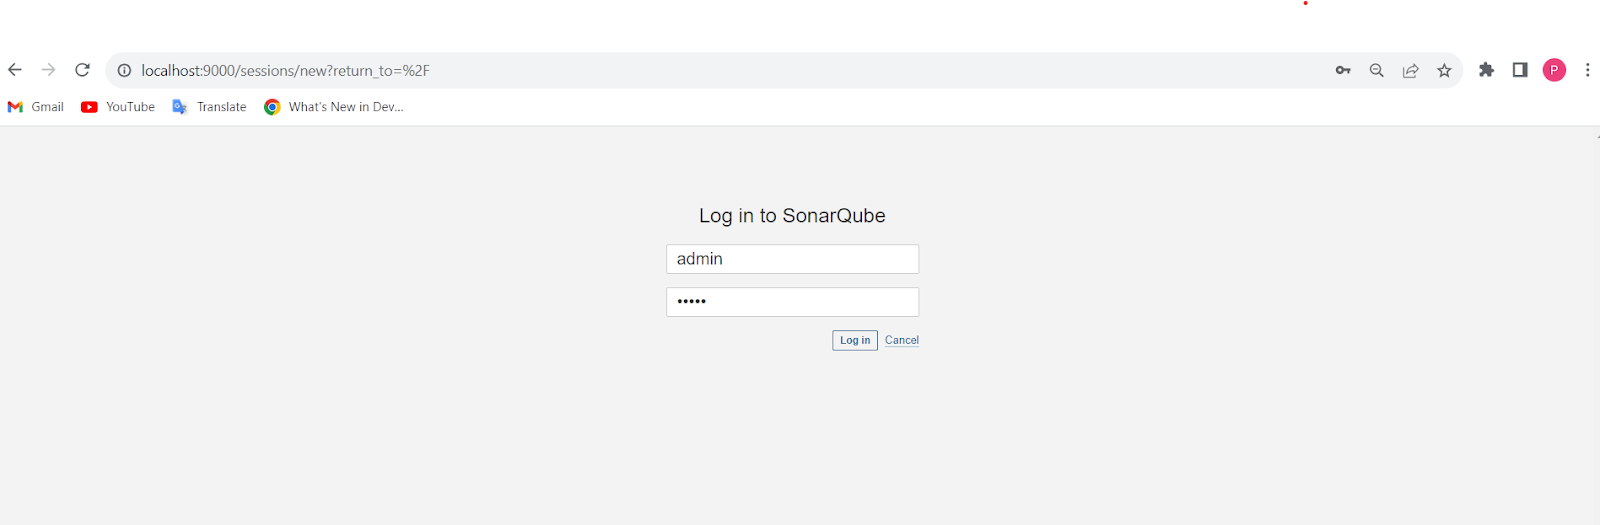 localhost:9000/sessions/new?return_to=%2F
P
Gmail YouTube Translate What's New in Dev...
Log in to SonarQube
admin
•••••
Log in Cancel